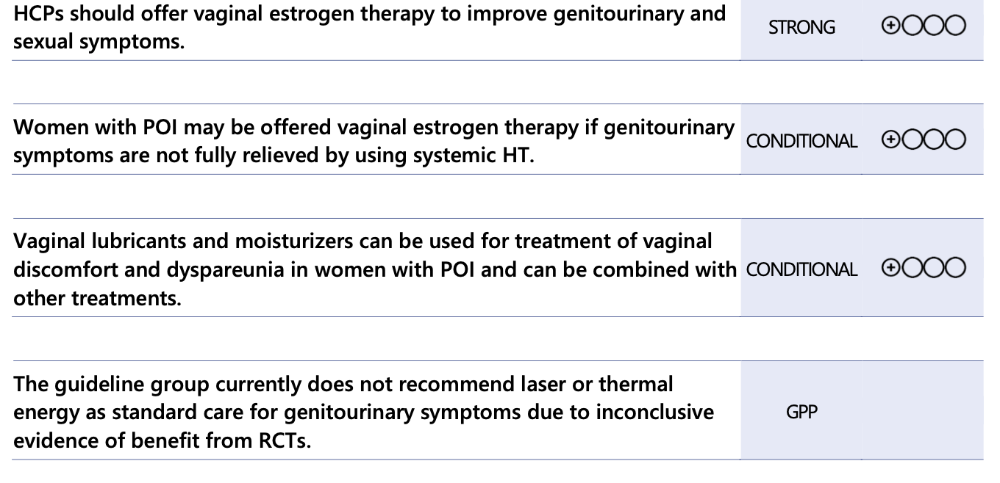 HCPs should offer vaginal estrogen therapy to improve genitourinary and
sexual symptoms.
STRONG ⊕○○○
Women with POI may be offered vaginal estrogen therapy if genitourinary
symptoms are not fully relieved by using systemic HT.
CONDITIONAL ⊕○○○
Vaginal lubricants and moisturizers can be used for treatment of vaginal
discomfort and dyspareunia in women with POI and can be combined with
other treatments.
CONDITIONAL ⊕○○○
The guideline group currently does not recommend laser or thermal
energy as standard care for genitourinary symptoms due to inconclusive
evidence of benefit from RCTs.
GPP